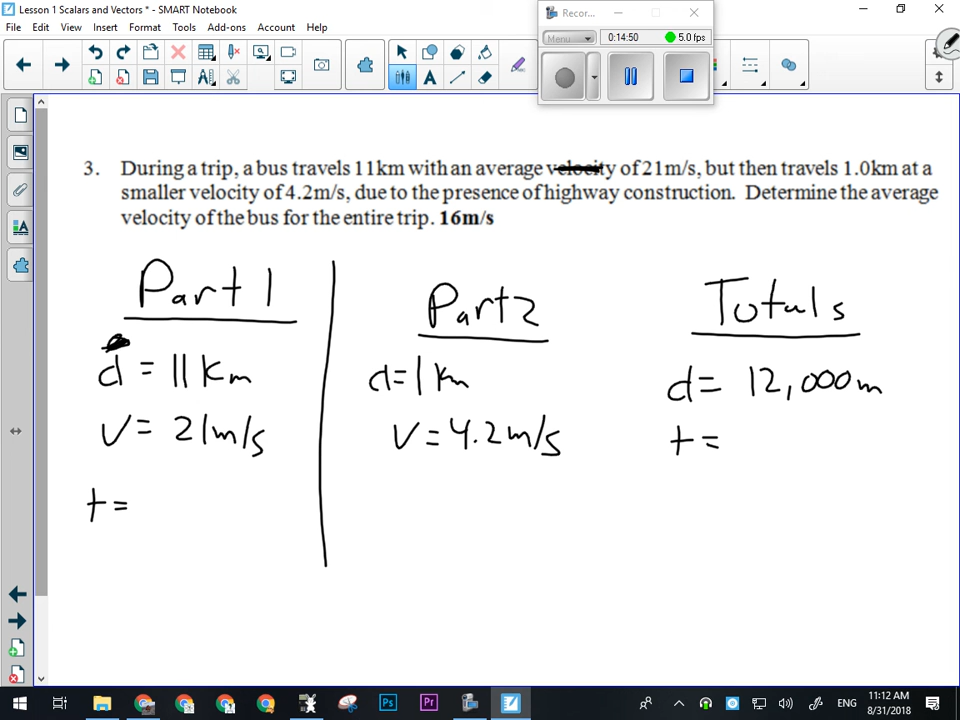 Lesson 1 Scalars and Vectors * - SMART Notebook
File Edit View Insert Format Tools Add-ons Account Help
Recor...
Menu
0:14:50
5.0 fps
3. During a trip, a bus travels 11km with an average velocity of 21m/s, but then travels 1.0km at a
smaller velocity of 4.2m/s, due to the presence of highway construction. Determine the average
velocity of the bus for the entire trip. 16m/s
Part 1
d = 11 Km
v = 21m/s
t =
Part 2
d = 1 Km
v = 4.2 m/s
Totals
d = 12,000m
t =
Ps
Pr
ENG
11:12 AM
8/31/2018